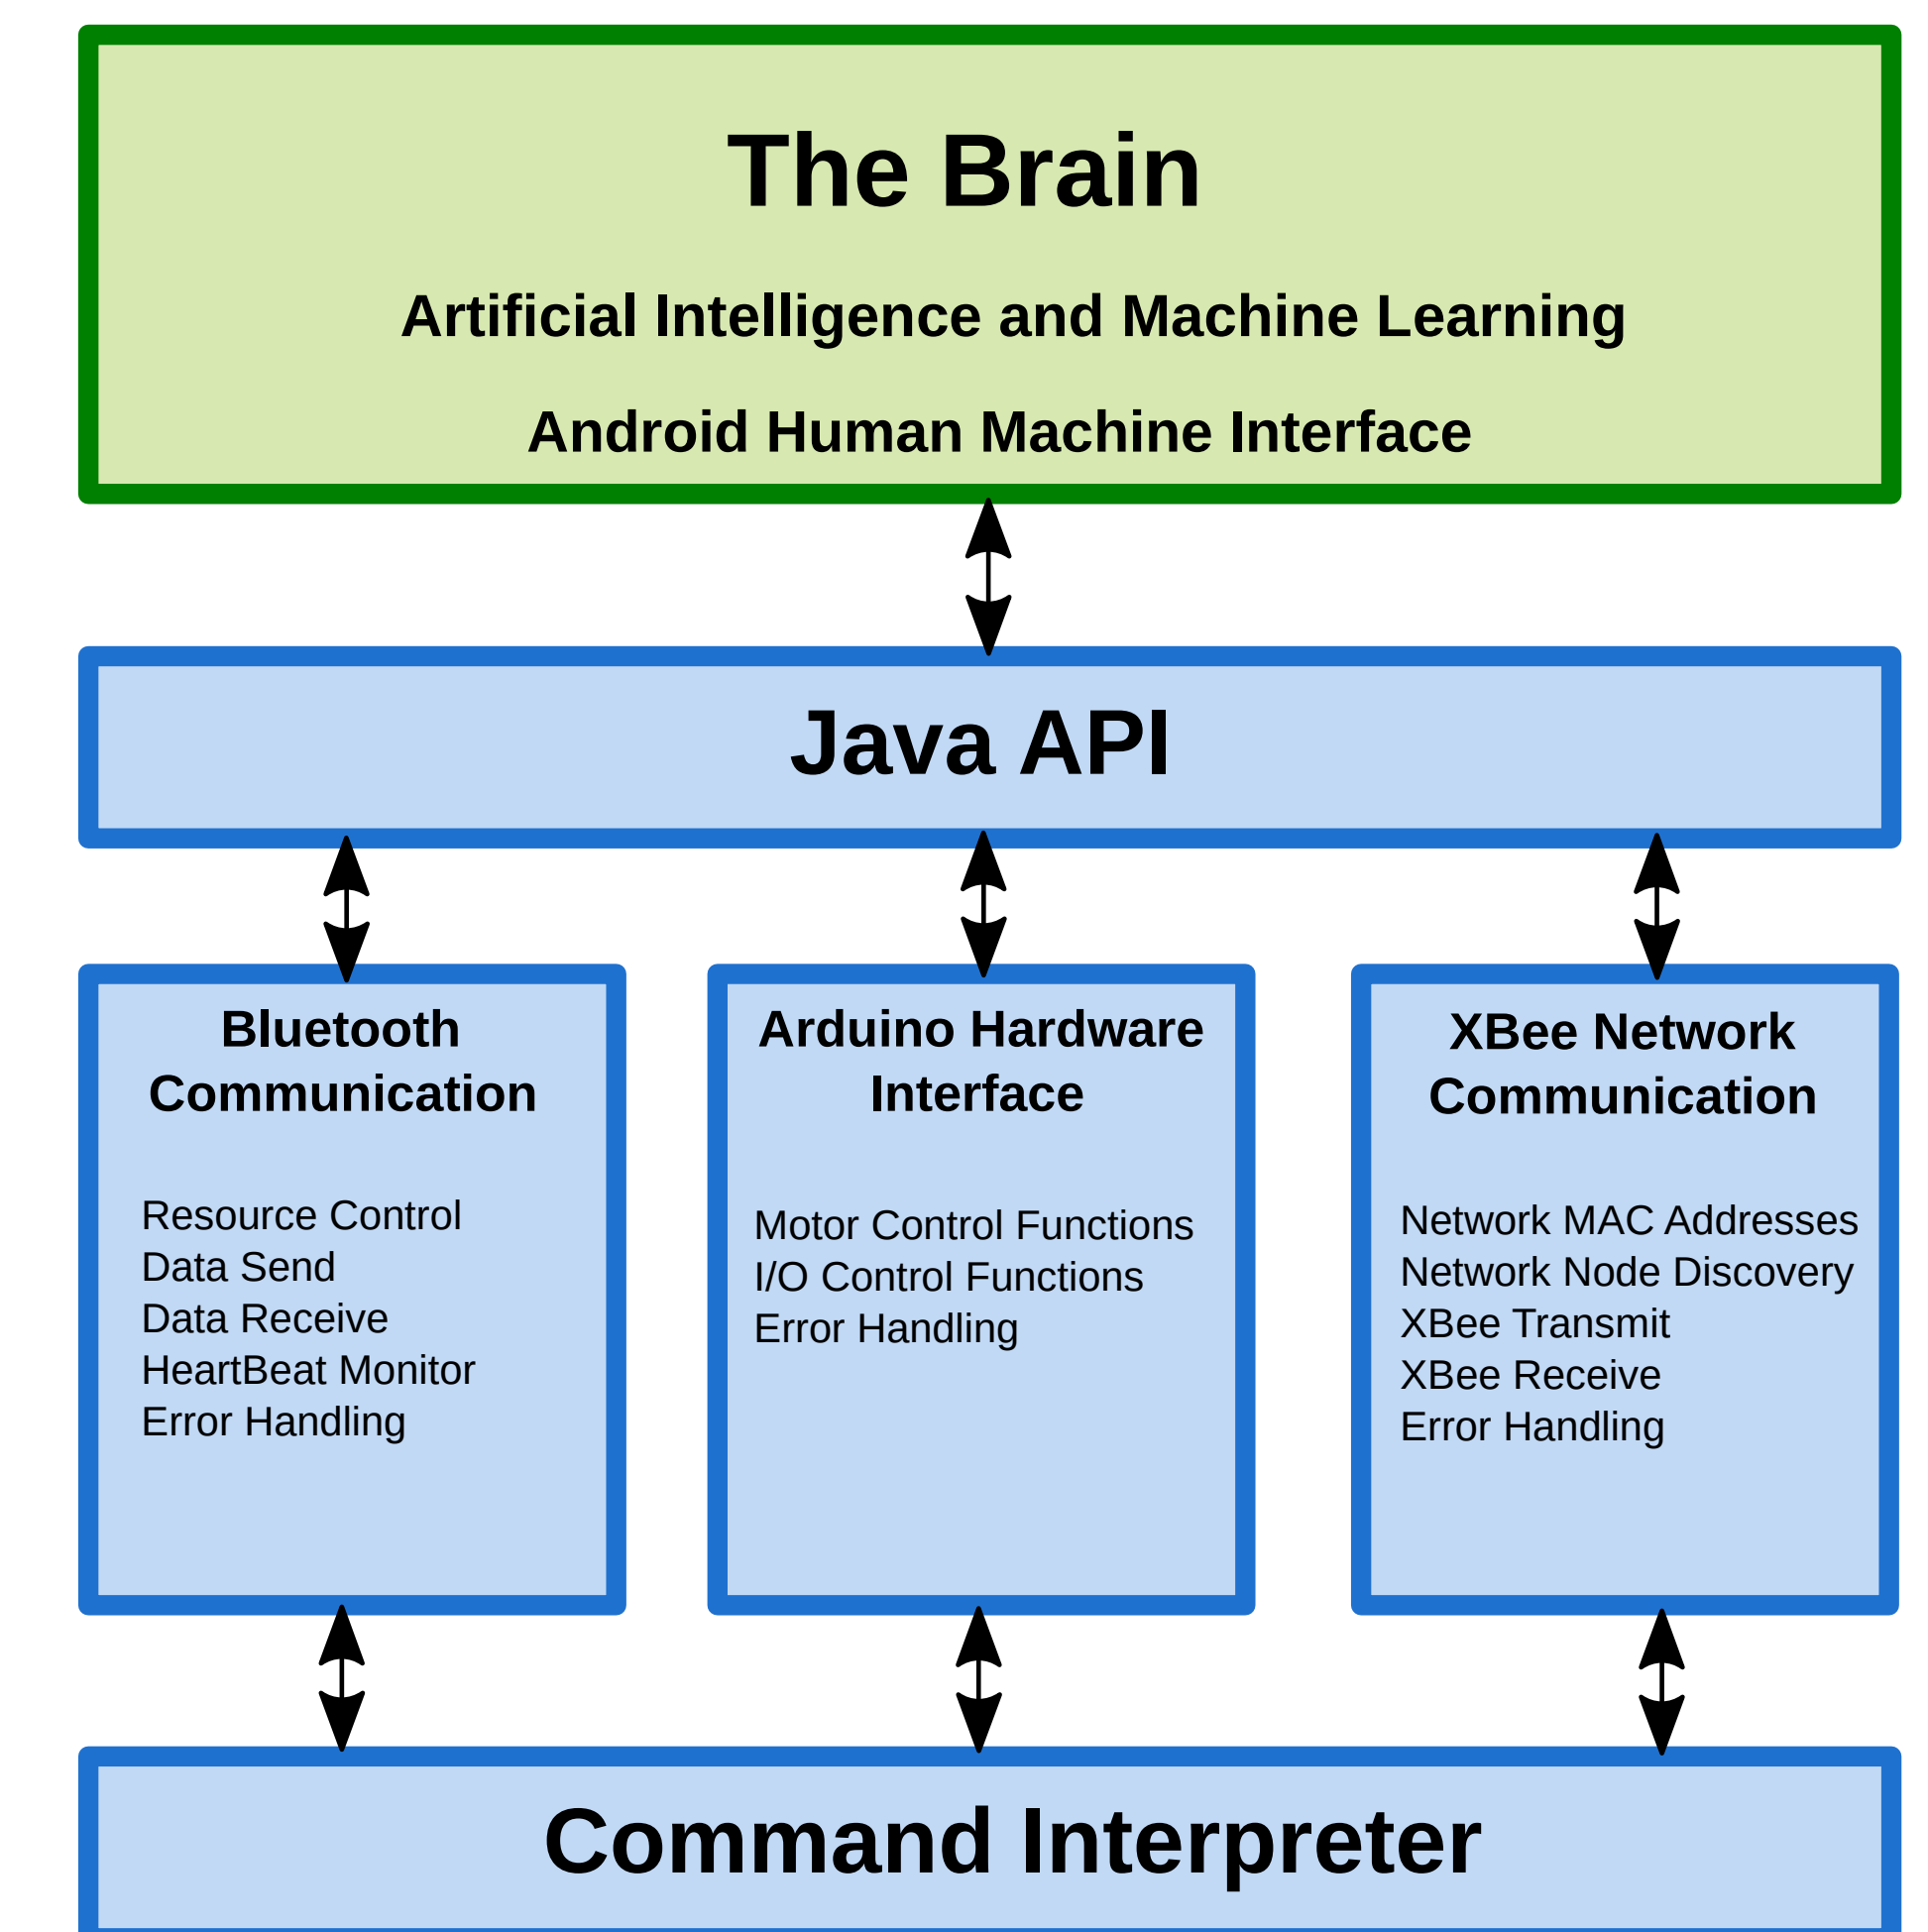 The Brain
Artificial Intelligence and Machine Learning
Android Human Machine Interface
Java API
Bluetooth
Communication
Resource Control
Data Send
Data Receive
HeartBeat Monitor
Error Handling
Arduino Hardware
Interface
Motor Control Functions
I/O Control Functions
Error Handling
XBee Network
Communication
Network MAC Addresses
Network Node Discovery
XBee Transmit
XBee Receive
Error Handling
Command Interpreter